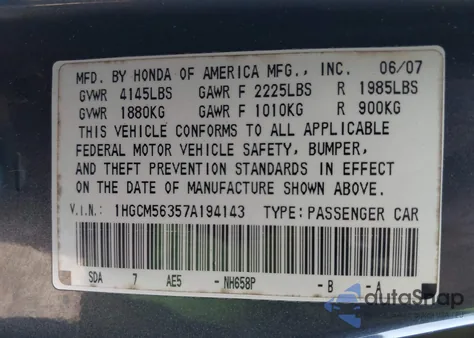 MFD. BY HONDA OF AMERICA MFG., INC. 06/07
GVWR 4145LBS GAWR F 2225LBS R 1985LBS
GVWR 1880KG GAWR F 1010KG R 900KG
THIS VEHICLE CONFORMS TO ALL APPLICABLE
FEDERAL MOTOR VEHICLE SAFETY, BUMPER,
AND THEFT PREVENTION STANDARDS IN EFFECT
ON THE DATE OF MANUFACTURE SHOWN ABOVE.
V.I.N.: 1HGCM56357A194143 TYPE: PASSENGER CAR
SDA 7 AE5 - NH658P - B - A
autoSnap